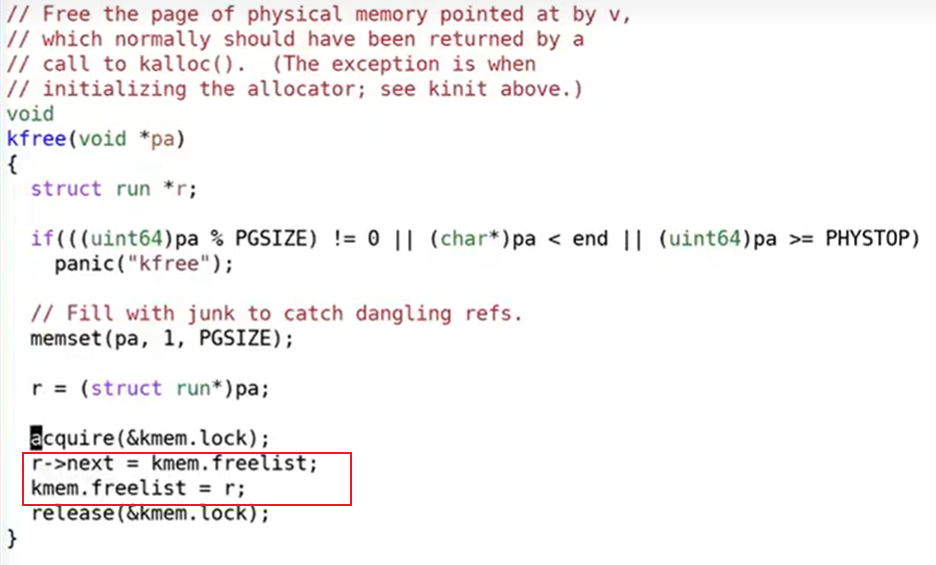 // Free the page of physical memory pointed at by v,
// which normally should have been returned by a
// call to kalloc().  (The exception is when
// initializing the allocator; see kinit above.)
void
kfree(void *pa)
{
  struct run *r;

  if(((uint64)pa % PGSIZE) != 0 || (char*)pa < end || (uint64)pa >= PHYSTOP)
    panic("kfree");

  // Fill with junk to catch dangling refs.
  memset(pa, 1, PGSIZE);

  r = (struct run*)pa;

  acquire(&kmem.lock);
  r->next = kmem.freelist;
  kmem.freelist = r;
  release(&kmem.lock);
}